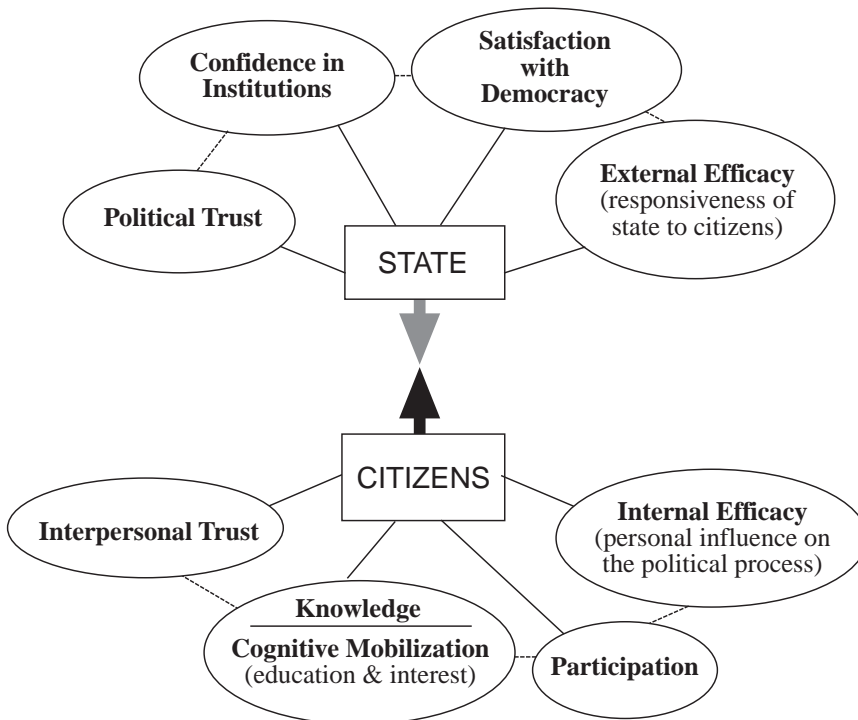 Confidence in
Institutions
Satisfaction
with
Democracy
Political Trust
External Efficacy
(responsiveness of
state to citizens)
STATE
CITIZENS
Interpersonal Trust
Internal Efficacy
(personal influence on
the political process)
Knowledge
Cognitive Mobilization
(education & interest)
Participation